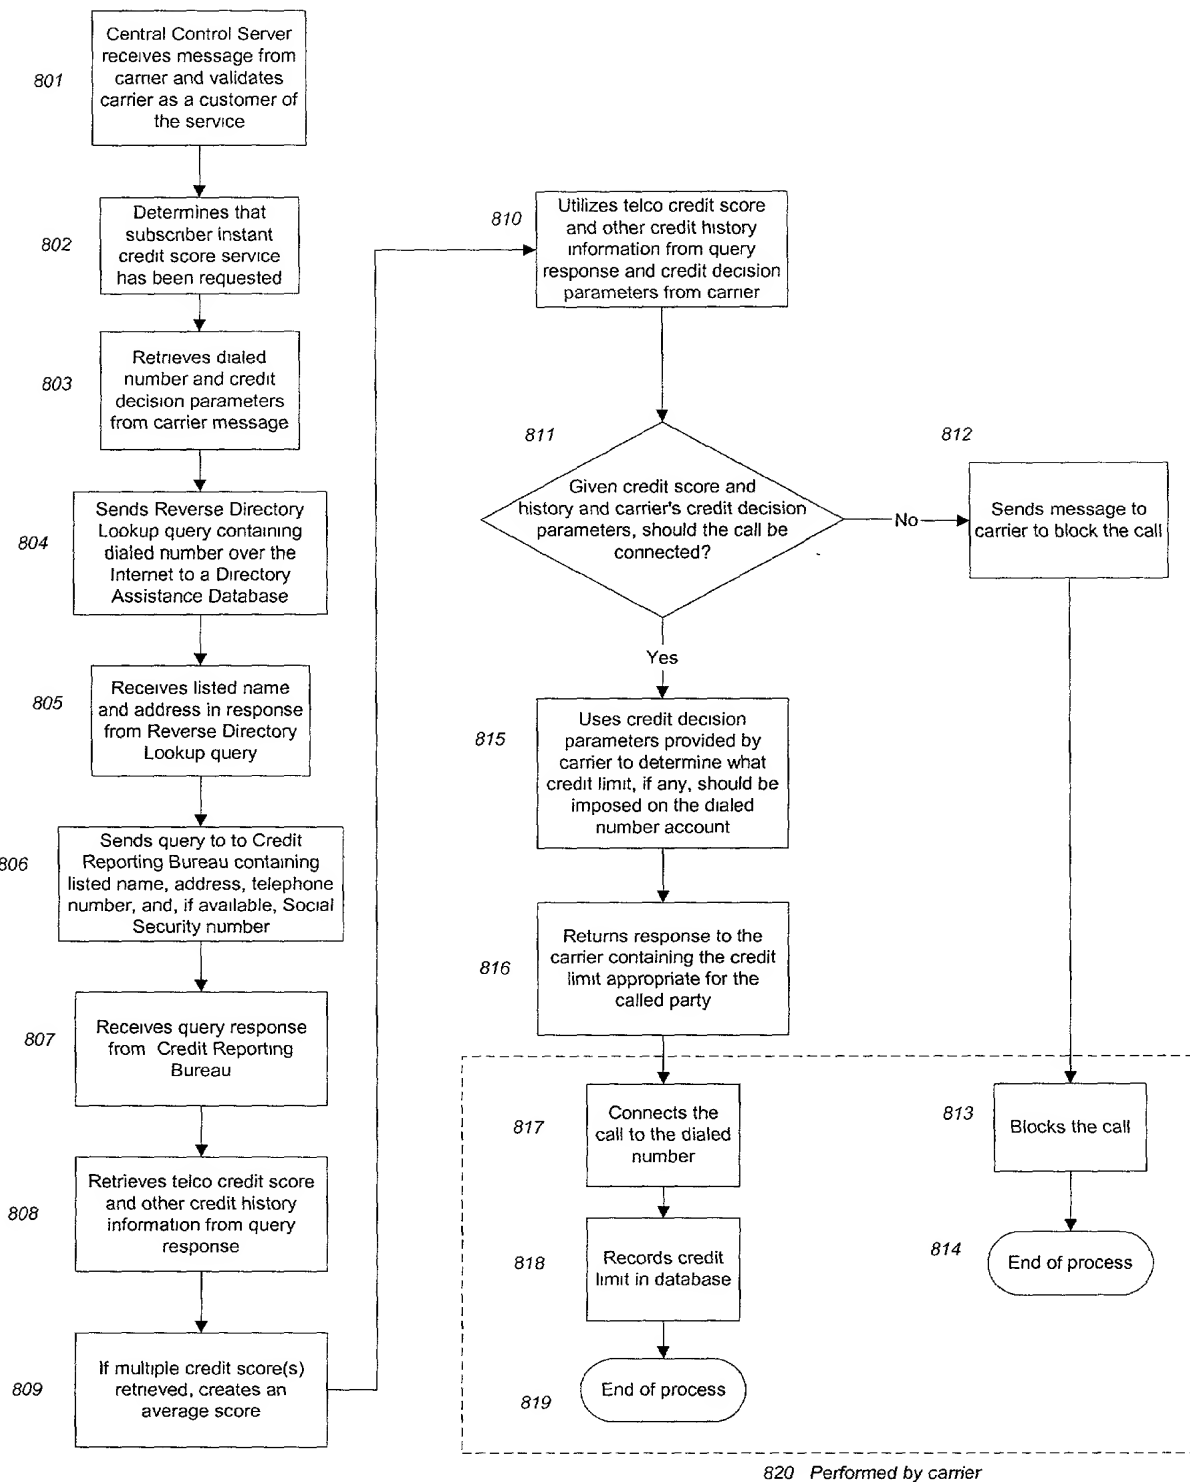 801
Central Control Server
receives message from
carrier and validates
carrier as a customer of
the service
802
Determines that
subscriber instant
credit score service
has been requested
803
Retrieves dialed
number and credit
decision parameters
from carrier message
804
Sends Reverse Directory
Lookup query containing
dialed number over the
Internet to a Directory
Assistance Database
805
Receives listed name
and address in response
from Reverse Directory
Lookup query
806
Sends query to to Credit
Reporting Bureau containing
listed name, address, telephone
number, and, if available, Social
Security number
807
Receives query response
from Credit Reporting
Bureau
808
Retrieves telco credit score
and other credit history
information from query
response
809
If multiple credit score(s)
retrieved, creates an
average score
810
Utilizes telco credit score
and other credit history
information from query
response and credit decision
parameters from carrier
811
Given credit score and
history and carrier's credit decision
parameters, should the call be
connected?
No
812
Sends message to
carrier to block the call
Yes
815
Uses credit decision
parameters provided by
carrier to determine what
credit limit, if any, should be
imposed on the dialed
number account
816
Returns response to the
carrier containing the credit
limit appropriate for the
called party
817
Connects the
call to the dialed
number
813
Blocks the call
818
Records credit
limit in database
814
End of process
819
End of process
820 Performed by carrier